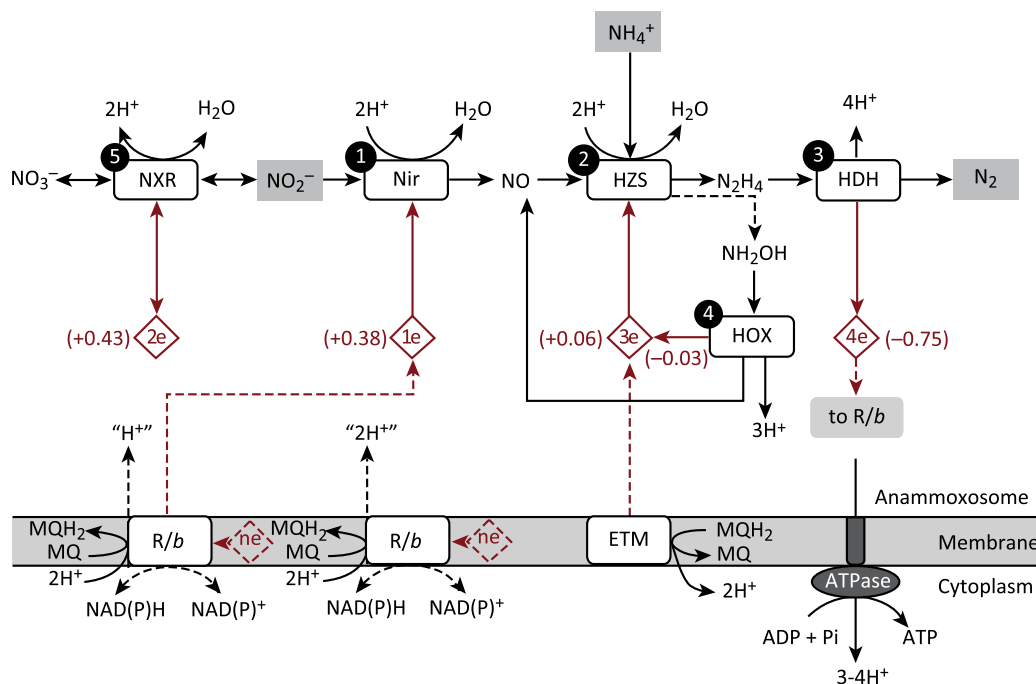 NH₄⁺
2H⁺
H₂O
2H⁺
H₂O
2H⁺
H₂O
4H⁺
5
1
2
3
NO₃⁻
NXR
NO₂⁻
Nir
NO
HZS
N₂H₄
HDH
N₂
NH₂OH
4
(+0.43)
2e
(+0.38)
1e
(+0.06)
3e
(−0.03)
HOX
4e
(−0.75)
to R/b
3H⁺
“H⁺”
“2H⁺”
Anammoxosome
MQH₂
MQ
2H⁺
R/b
ne
MQH₂
MQ
2H⁺
R/b
ne
ETM
MQH₂
MQ
2H⁺
Membrane
ATPase
Cytoplasm
NAD(P)H
NAD(P)⁺
NAD(P)H
NAD(P)⁺
ADP + Pi
ATP
3-4H⁺